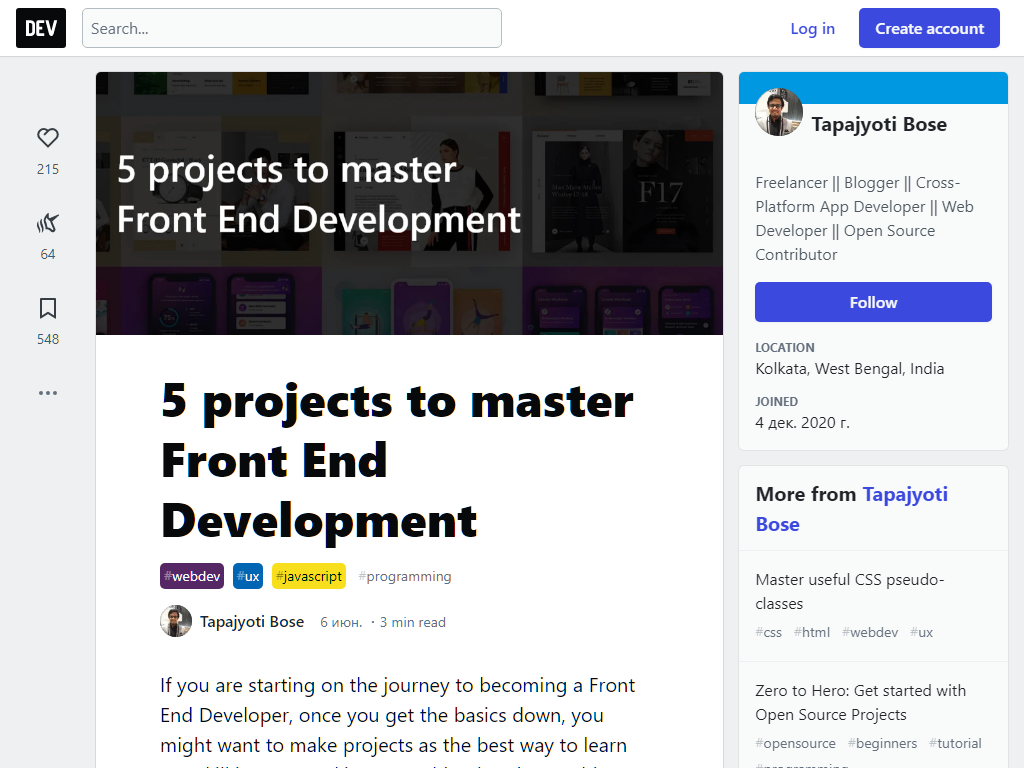 DEV
Search...
Log in
Create account
215
64
548
5 projects to master
Front End Development
F17
5 projects to master
Front End
Development
#webdev #ux #javascript #programming
Tapajyoti Bose 6 июн. · 3 min read
If you are starting on the journey to becoming a Front
End Developer, once you get the basics down, you
might want to make projects as the best way to learn
Tapajyoti Bose
Freelancer || Blogger || Cross-
Platform App Developer || Web
Developer || Open Source
Contributor
Follow
LOCATION
Kolkata, West Bengal, India
JOINED
4 дек. 2020 г.
More from Tapajyoti
Bose
Master useful CSS pseudo-
classes
#css #html #webdev #ux
Zero to Hero: Get started with
Open Source Projects
#opensource #beginners #tutorial
#programming